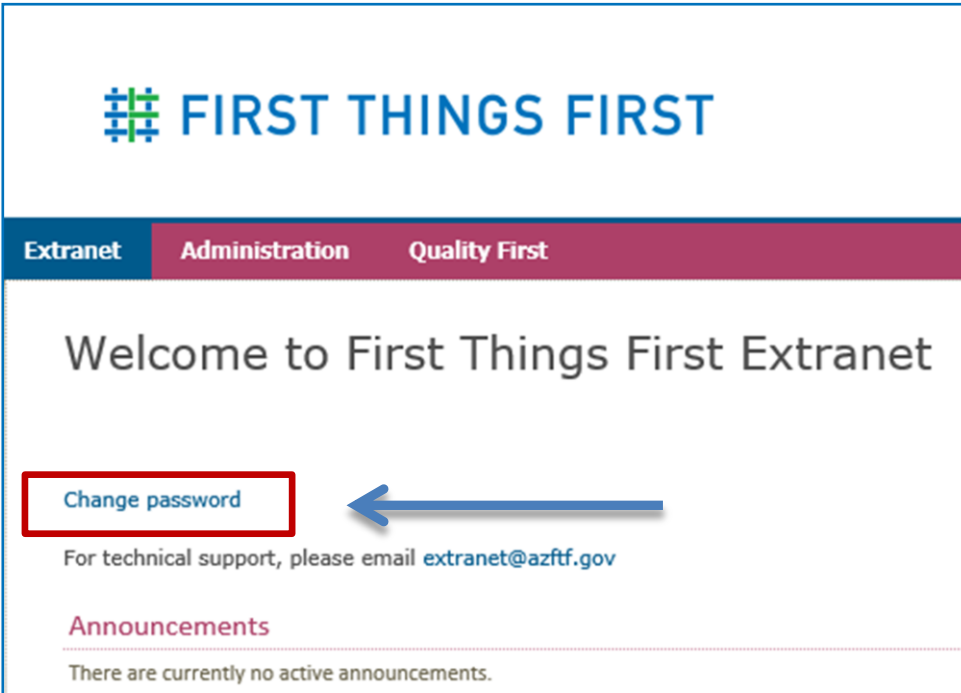 FIRST THINGS FIRST
Extranet Administration Quality First
Welcome to First Things First Extranet
Change password
For technical support, please email extranet@azftf.gov
Announcements
There are currently no active announcements.